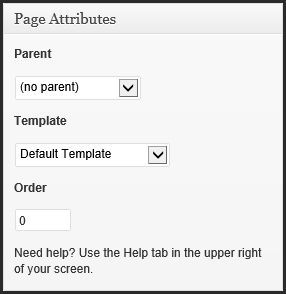 Page Attributes
Parent
(no parent)
Template
Default Template
Order
0
Need help? Use the Help tab in the upper right
of your screen.